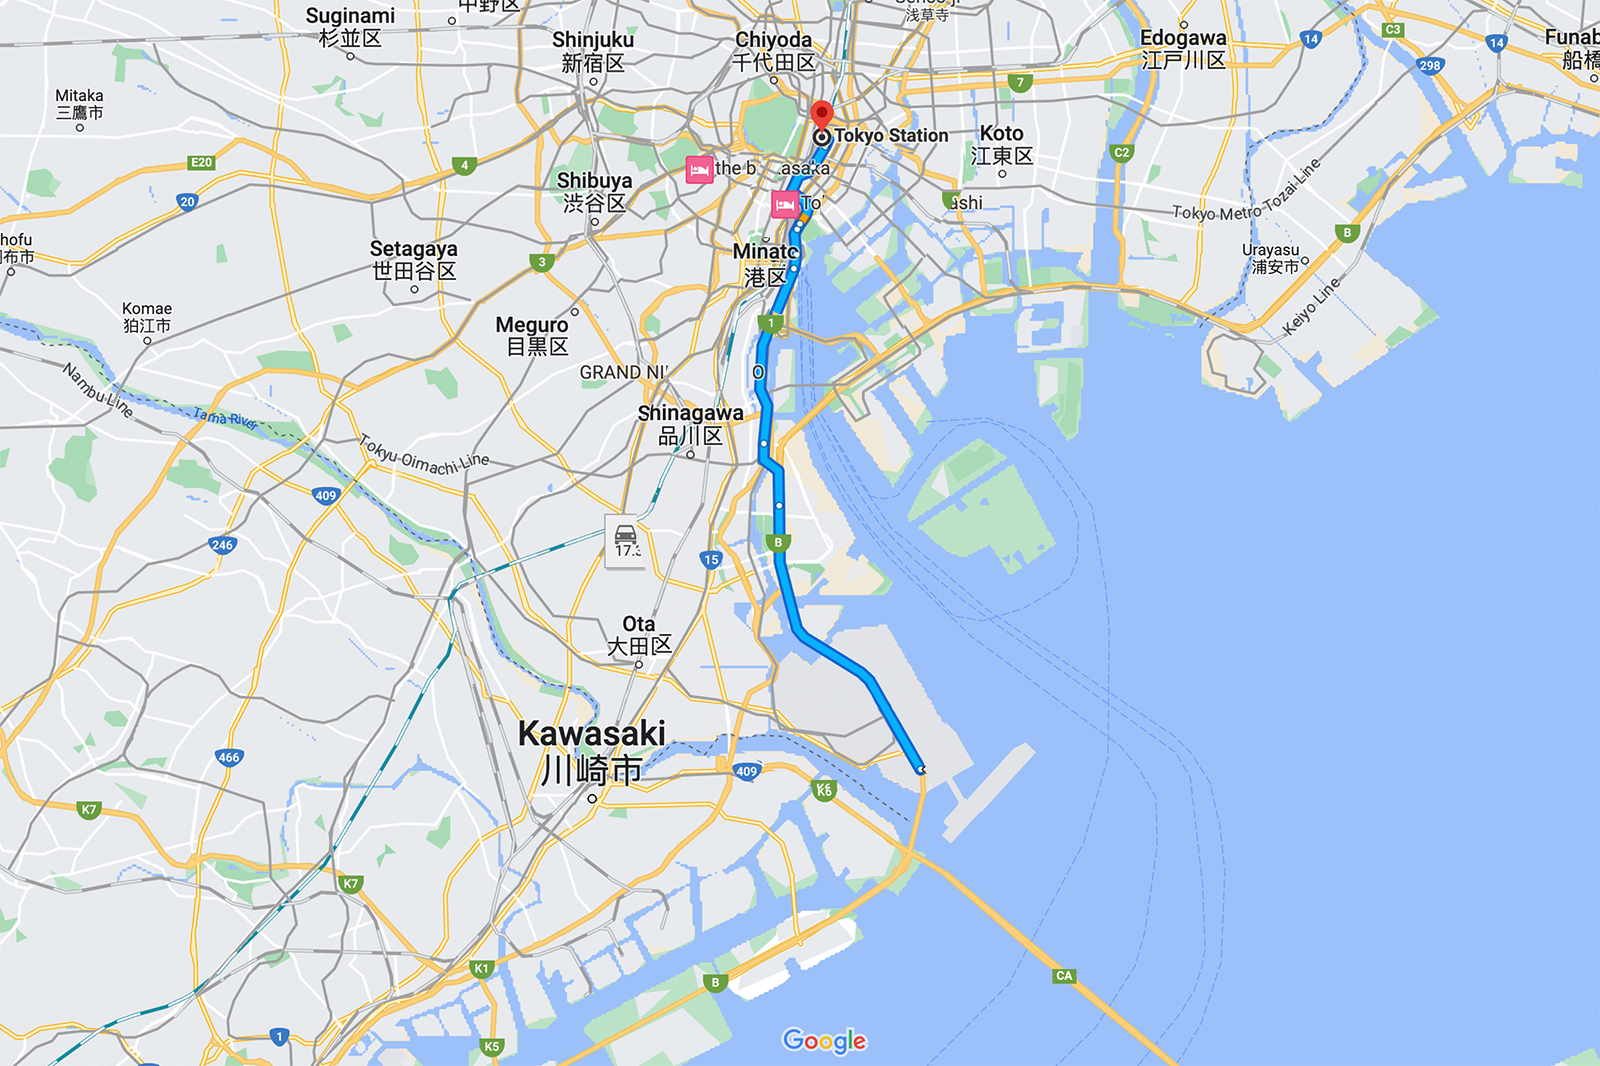 Suginami
杉並区
中野区
Shinjuku
新宿区
Chiyoda
千代田区
浅草寺
Edogawa
江戸川区
14
C3
14
298
Funab
船橋
Mitaka
三鷹市
7
Tokyo Station
Koto
江東区
C2
E20
4
the b
asaka
Shibuya
渋谷区
20
To
ashi
Tokyo Metro Tozai Line
B
hofu
布市
Setagaya
世田谷区
3
Minato
港区
Urayasu
浦安市
Keiyo Line
Komae
狛江市
Meguro
目黒区
1
GRAND NI
O
Nambu Line
Tama River
Shinagawa
品川区
Tokyu Oimachi Line
409
246
17.
15
B
Ota
大田区
Kawasaki
川崎市
466
409
K6
K7
K7
K1
B
CA
1
K5
Google